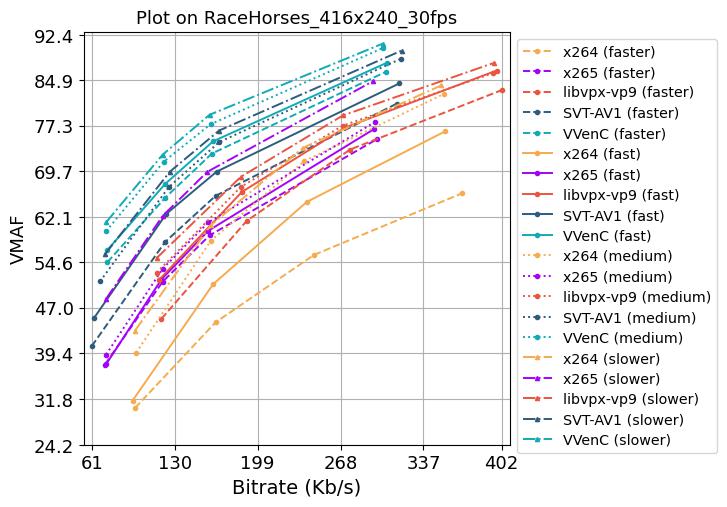 Plot on RaceHorses_416x240_30fps
92.4
84.9
77.3
69.7
62.1
54.6
47.0
39.4
31.8
24.2
VMAF
61 130 199 268 337 402
Bitrate (Kb/s)
x264 (faster)
x265 (faster)
libvpx-vp9 (faster)
SVT-AV1 (faster)
VVenC (faster)
x264 (fast)
x265 (fast)
libvpx-vp9 (fast)
SVT-AV1 (fast)
VVenC (fast)
x264 (medium)
x265 (medium)
libvpx-vp9 (medium)
SVT-AV1 (medium)
VVenC (medium)
x264 (slower)
x265 (slower)
libvpx-vp9 (slower)
SVT-AV1 (slower)
VVenC (slower)